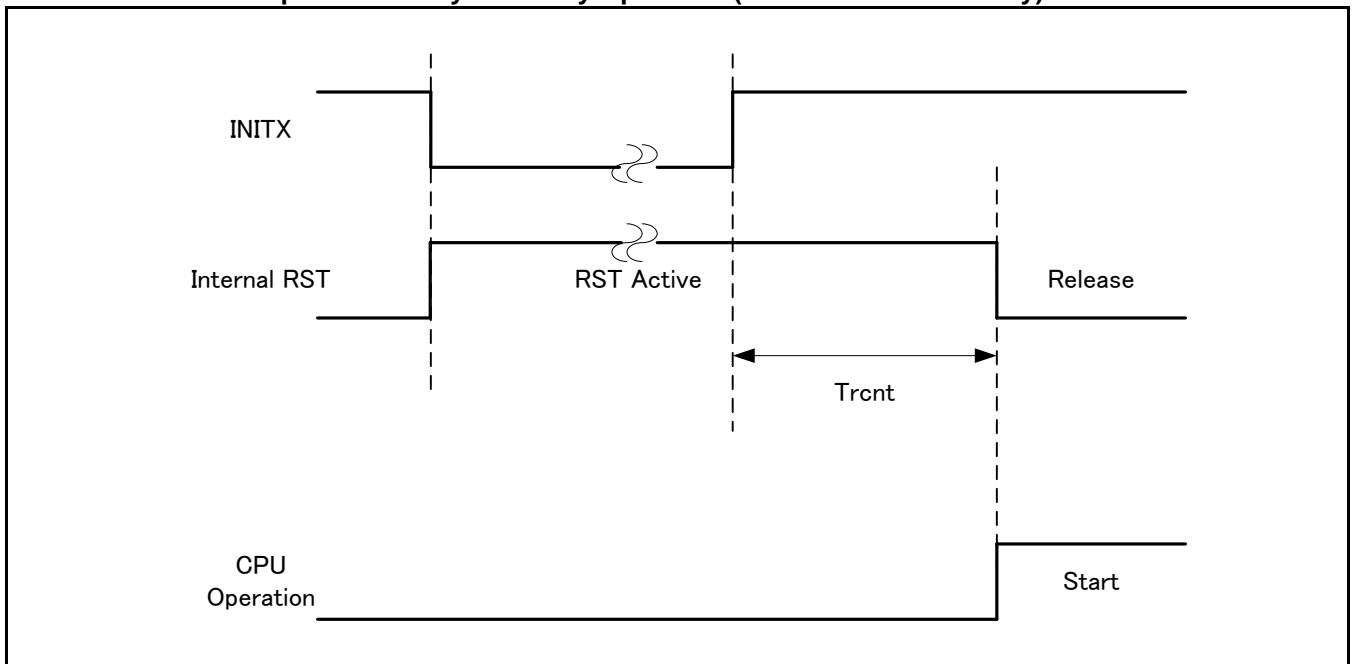 INITX
Internal RST
RST Active
Release
Trcnt
CPU
Operation
Start